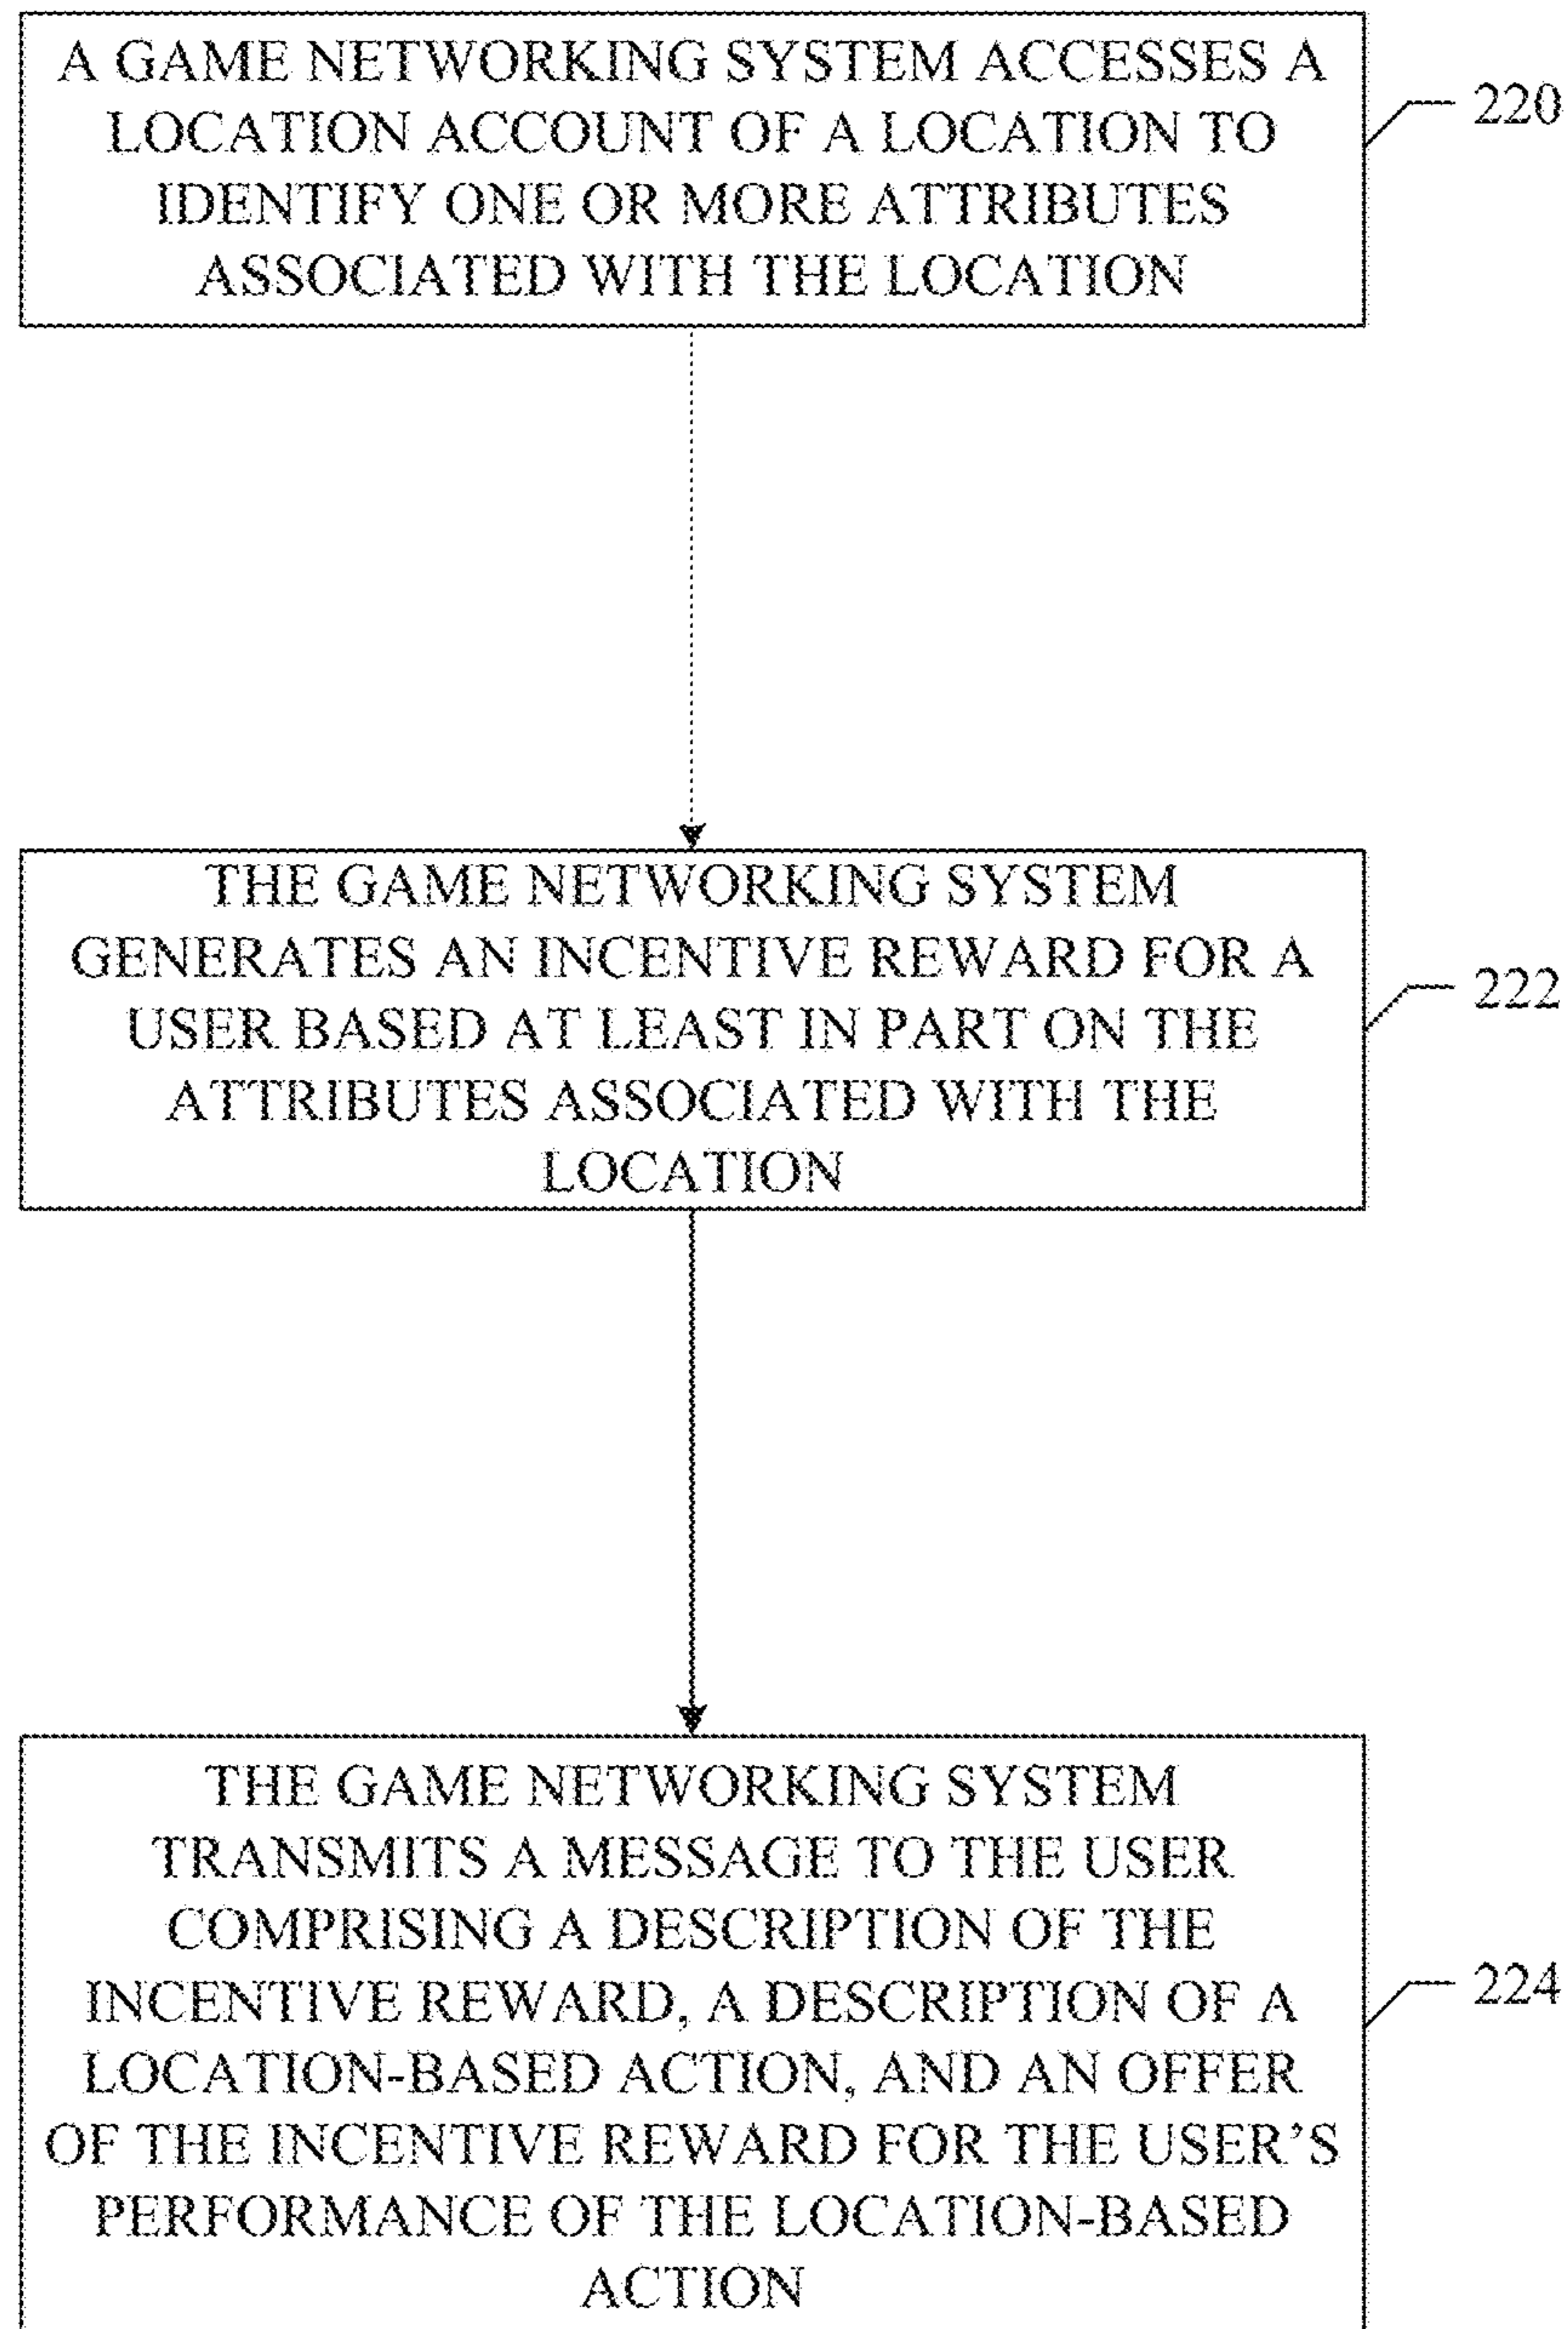 A GAME NETWORKING SYSTEM ACCESSES A
LOCATION ACCOUNT OF A LOCATION TO
IDENTIFY ONE OR MORE ATTRIBUTES
ASSOCIATED WITH THE LOCATION
220
THE GAME NETWORKING SYSTEM
GENERATES AN INCENTIVE REWARD FOR A
USER BASED AT LEAST IN PART ON THE
ATTRIBUTES ASSOCIATED WITH THE
LOCATION
222
THE GAME NETWORKING SYSTEM
TRANSMITS A MESSAGE TO THE USER
COMPRISING A DESCRIPTION OF THE
INCENTIVE REWARD, A DESCRIPTION OF A
LOCATION-BASED ACTION, AND AN OFFER
OF THE INCENTIVE REWARD FOR THE USER’S
PERFORMANCE OF THE LOCATION-BASED
ACTION
224